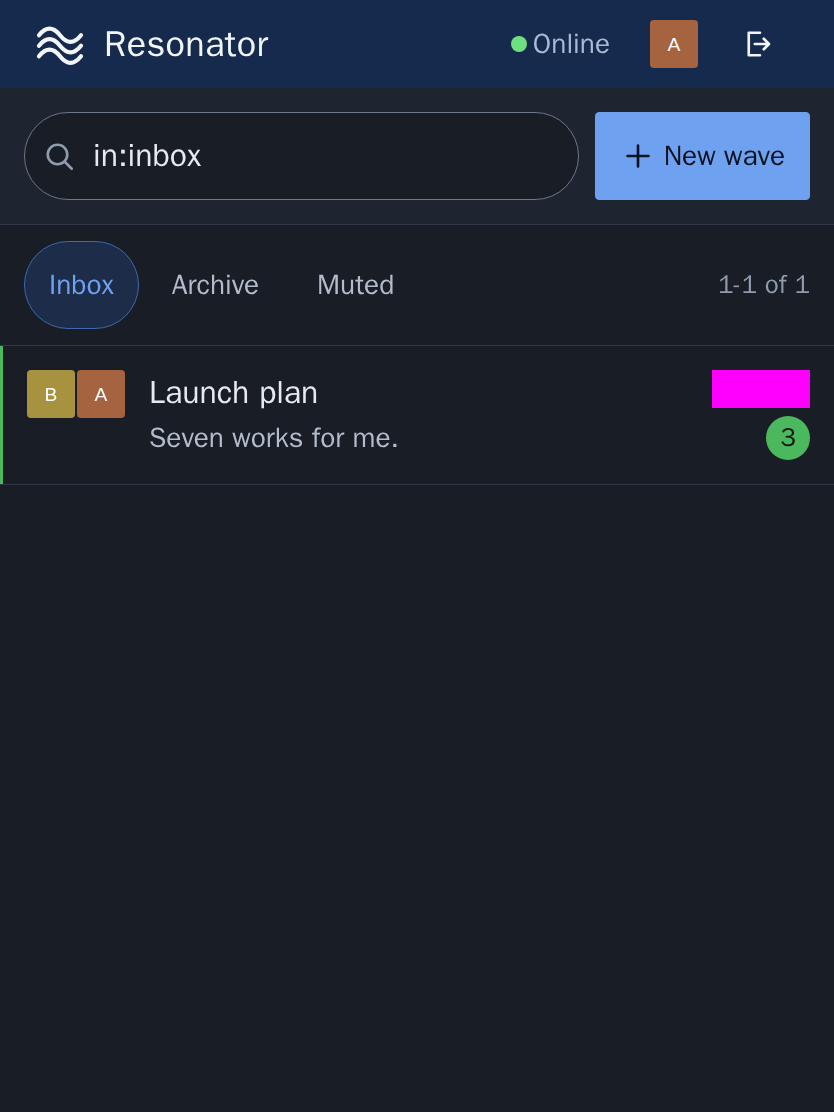 Resonator
Online
A
in:inbox
New wave
Inbox
Archive
Muted
1-1 of 1
B
A
Launch plan
Seven works for me.
3